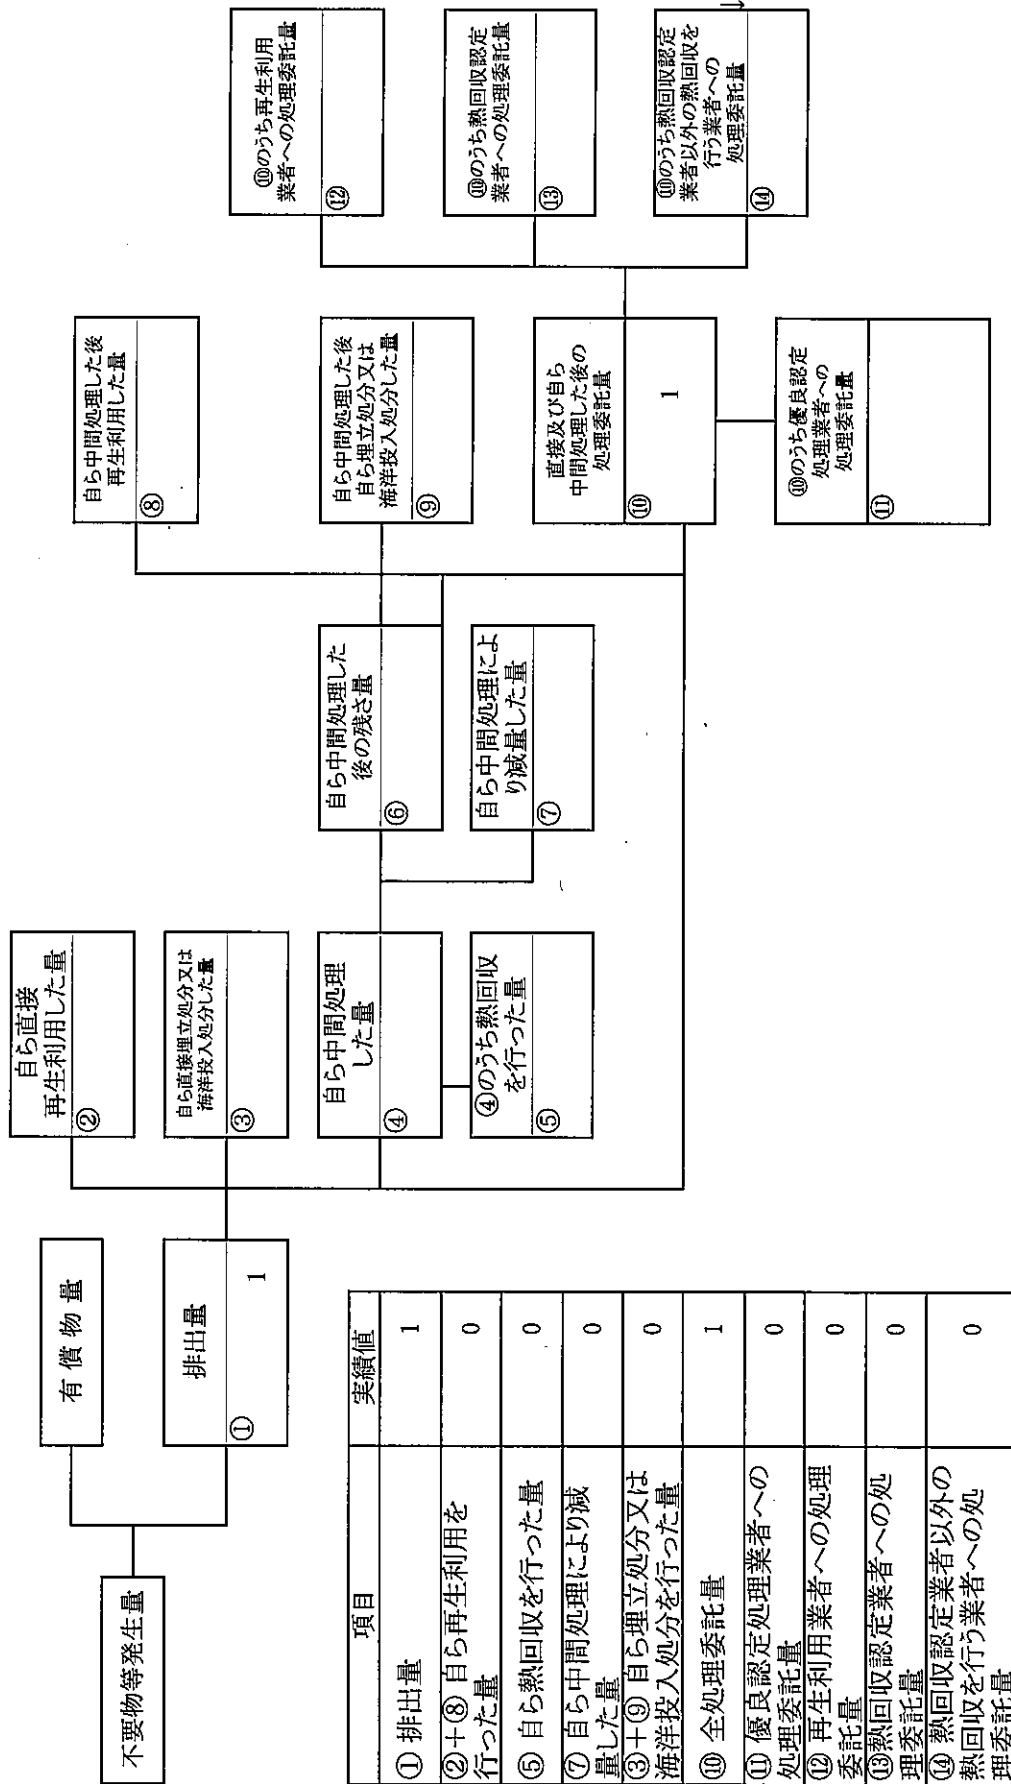 不要物等発生量
有 償 物 量
排出量
① 1
自ら直接
再生利用した量
②
自ら直接埋立処分又は
海洋投入処分した量
③
自ら中間処理
した量
④
④のうち熱回収
を行った量
⑤
自ら中間処理した
後の残さ量
⑥
自ら中間処理によ
り減量した量
⑦
自ら中間処理した後
再生利用した量
⑧
自ら中間処理した後
自ら埋立処分又は
海洋投入処分した量
⑨
直接及び自ら
中間処理した後の
処理委託量
⑩ 1
⑩のうち優良認定
処理業者への
処理委託量
⑪
⑩のうち再生利用
業者への処理委託量
⑫
⑩のうち熱回収認定
業者への処理委託量
⑬
⑩のうち熱回収認定
業者以外の熱回収を
行う業者への
処理委託量
⑭
項目 実績値
① 排出量 1
②+⑧ 自ら再生利用を
行った量 0
⑤ 自ら熱回収を行った量 0
⑦ 自ら中間処理により減
量した量 0
③+⑨ 自ら埋立処分又は
海洋投入処分を行った量 0
⑩ 全処理委託量 1
⑪ 優良認定処理業者への
処理委託量 0
⑫ 再生利用業者への処理
委託量 0
⑬熱回収認定業者への処
理委託量 0
⑭ 熱回収認定業者以外の
熱回収を行う業者への処
理委託量 0